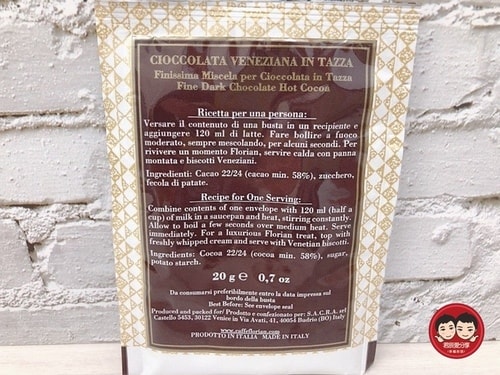 CIOCCOLATA VENEZIANA IN TAZZA
Finissima Miscela per Cioccolata in Tazza
Fine Dark Chocolate Hot Cocoa
Ricetta per una persona:
Versare il contenuto di una busta in un recipiente e
aggiungere 120 ml di latte. Fare bollire a fuoco
moderato, sempre mescolando, per alcuni secondi. Per
rivivere un momento Florian, servire calda con panna
montata e biscotti Veneziani.
Ingredienti: Cacao 22/24 (cacao min. 58%), zucchero,
fecola di patate.
Recipe for One Serving:
Combine contents of one envelope with 120 ml (half a
cup) of milk in a saucepan and heat, stirring constantly.
Allow to boil a few seconds over medium heat. Serve
immediately. For a luxurious Florian treat, top with
freshly whipped cream and serve with Venetian biscotti.
Ingredients: Cocoa 22/24 (cocoa min. 58%), sugar,
potato starch.
20 g ℮ 0,7 oz
Da consumarsi preferibilmente entro la data impressa sul
bordo della busta
Best Before: See envelope seal
Produced and packed for/ Prodotto e confezionato per: S.A.C.R.A. srl
Castello 5453, 30122 Venice in Via Avati, 41, 40054 Budrio (BO) Italy
www.caffeflorian.com
PRODOTTO IN ITALIA MADE IN ITALY